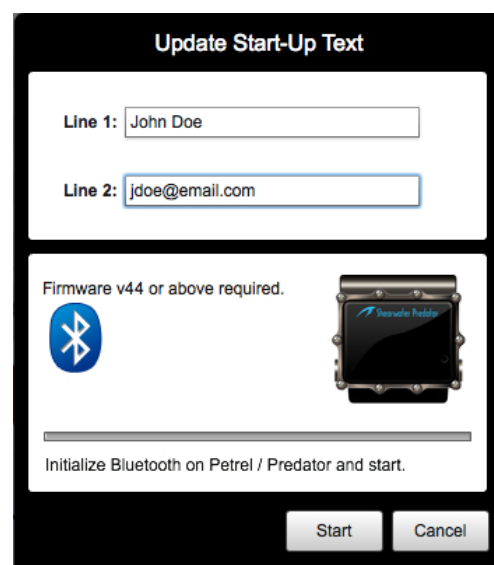 Update Start-Up Text
Line 1: John Doe
Line 2: jdoe@email.com
Firmware v44 or above required.
Shearwater Predator
Initialize Bluetooth on Petrel / Predator and start.
Start Cancel